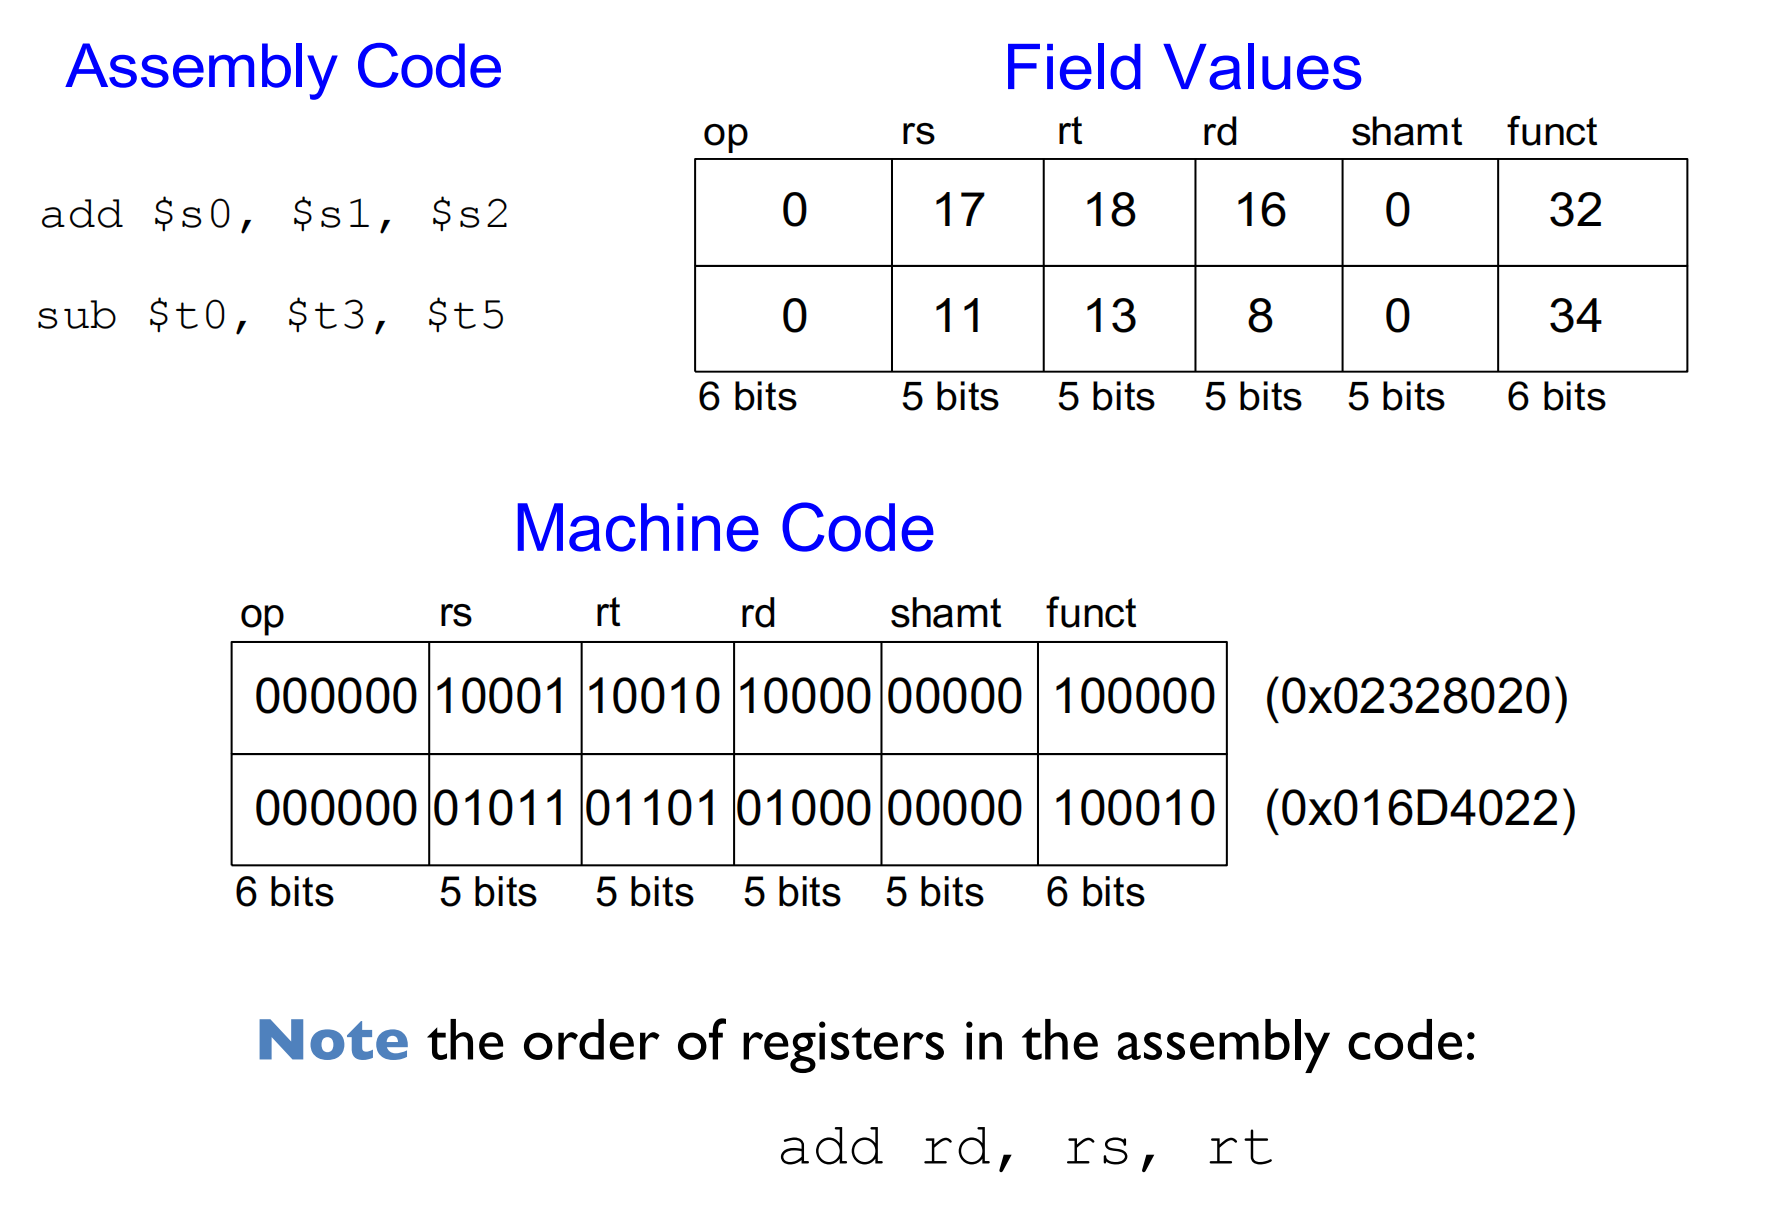 Assembly Code
add $s0, $s1, $s2
sub $t0, $t3, $t5
Field Values
op rs rt rd shamt funct
0 17 18 16 0 32
0 11 13 8 0 34
6 bits 5 bits 5 bits 5 bits 5 bits 6 bits
Machine Code
op rs rt rd shamt funct
000000 10001 10010 10000 00000 100000 (0x02328020)
000000 01011 01101 01000 00000 100010 (0x016D4022)
6 bits 5 bits 5 bits 5 bits 5 bits 6 bits
Note the order of registers in the assembly code:
add rd, rs, rt